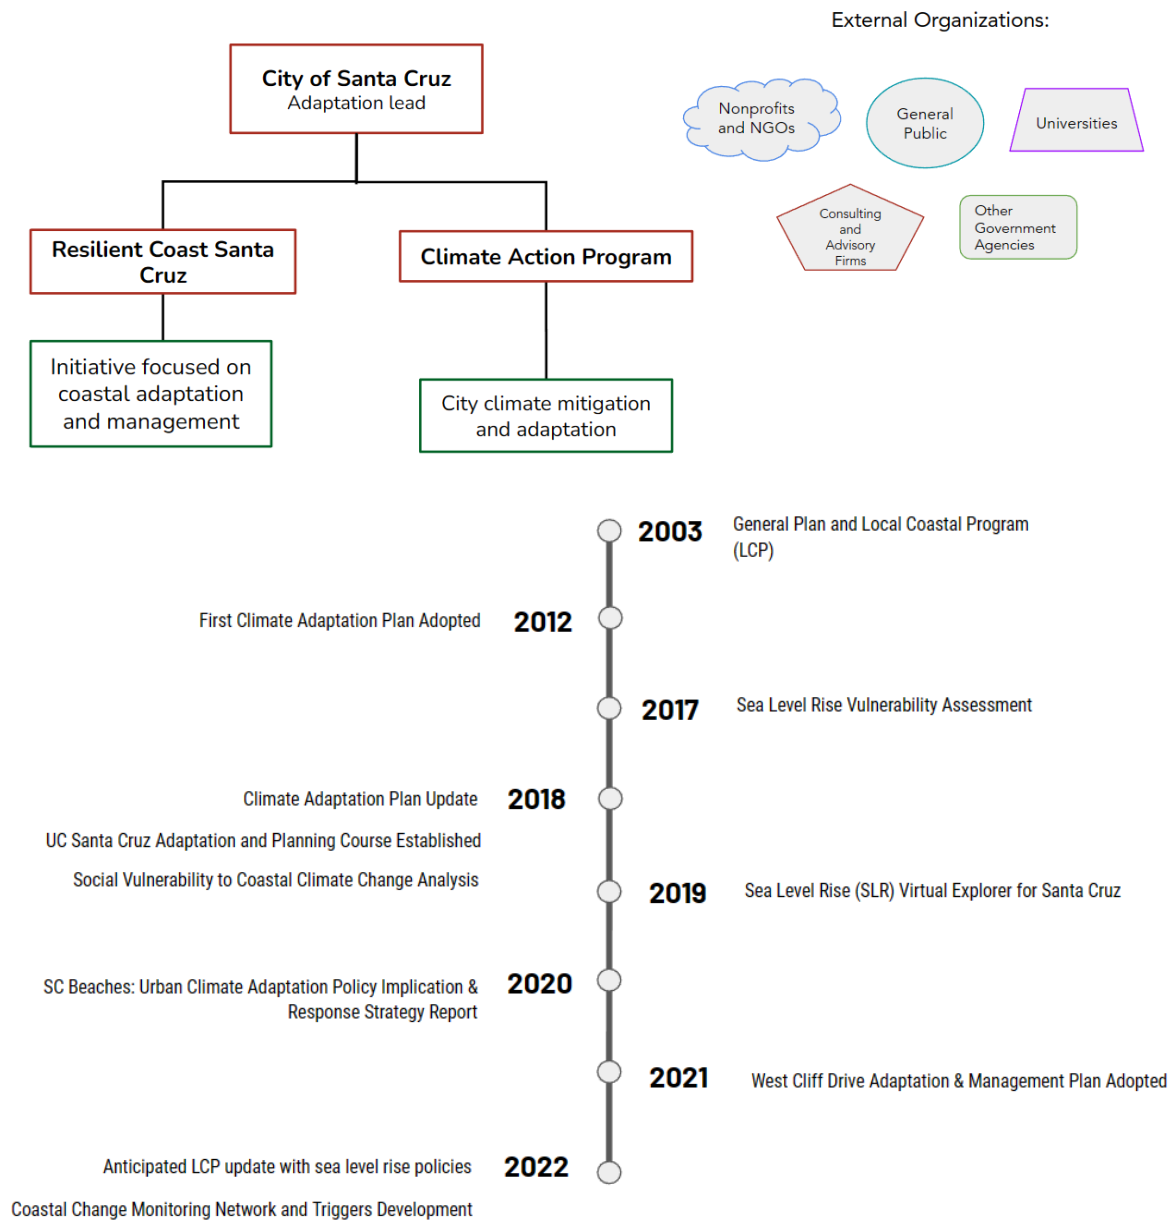 External Organizations:
City of Santa Cruz
Adaptation lead
Nonprofits
and NGOs
General
Public
Universities
Consulting
and
Advisory
Firms
Other
Government
Agencies
Resilient Coast Santa
Cruz
Climate Action Program
Initiative focused on
coastal adaptation
and management
City climate mitigation
and adaptation
2003
General Plan and Local Coastal Program
(LCP)
First Climate Adaptation Plan Adopted
2012
2017
Sea Level Rise Vulnerability Assessment
Climate Adaptation Plan Update
2018
UC Santa Cruz Adaptation and Planning Course Established
Social Vulnerability to Coastal Climate Change Analysis
2019
Sea Level Rise (SLR) Virtual Explorer for Santa Cruz
SC Beaches: Urban Climate Adaptation Policy Implication &
Response Strategy Report
2020
2021
West Cliff Drive Adaptation & Management Plan Adopted
Anticipated LCP update with sea level rise policies
2022
Coastal Change Monitoring Network and Triggers Development